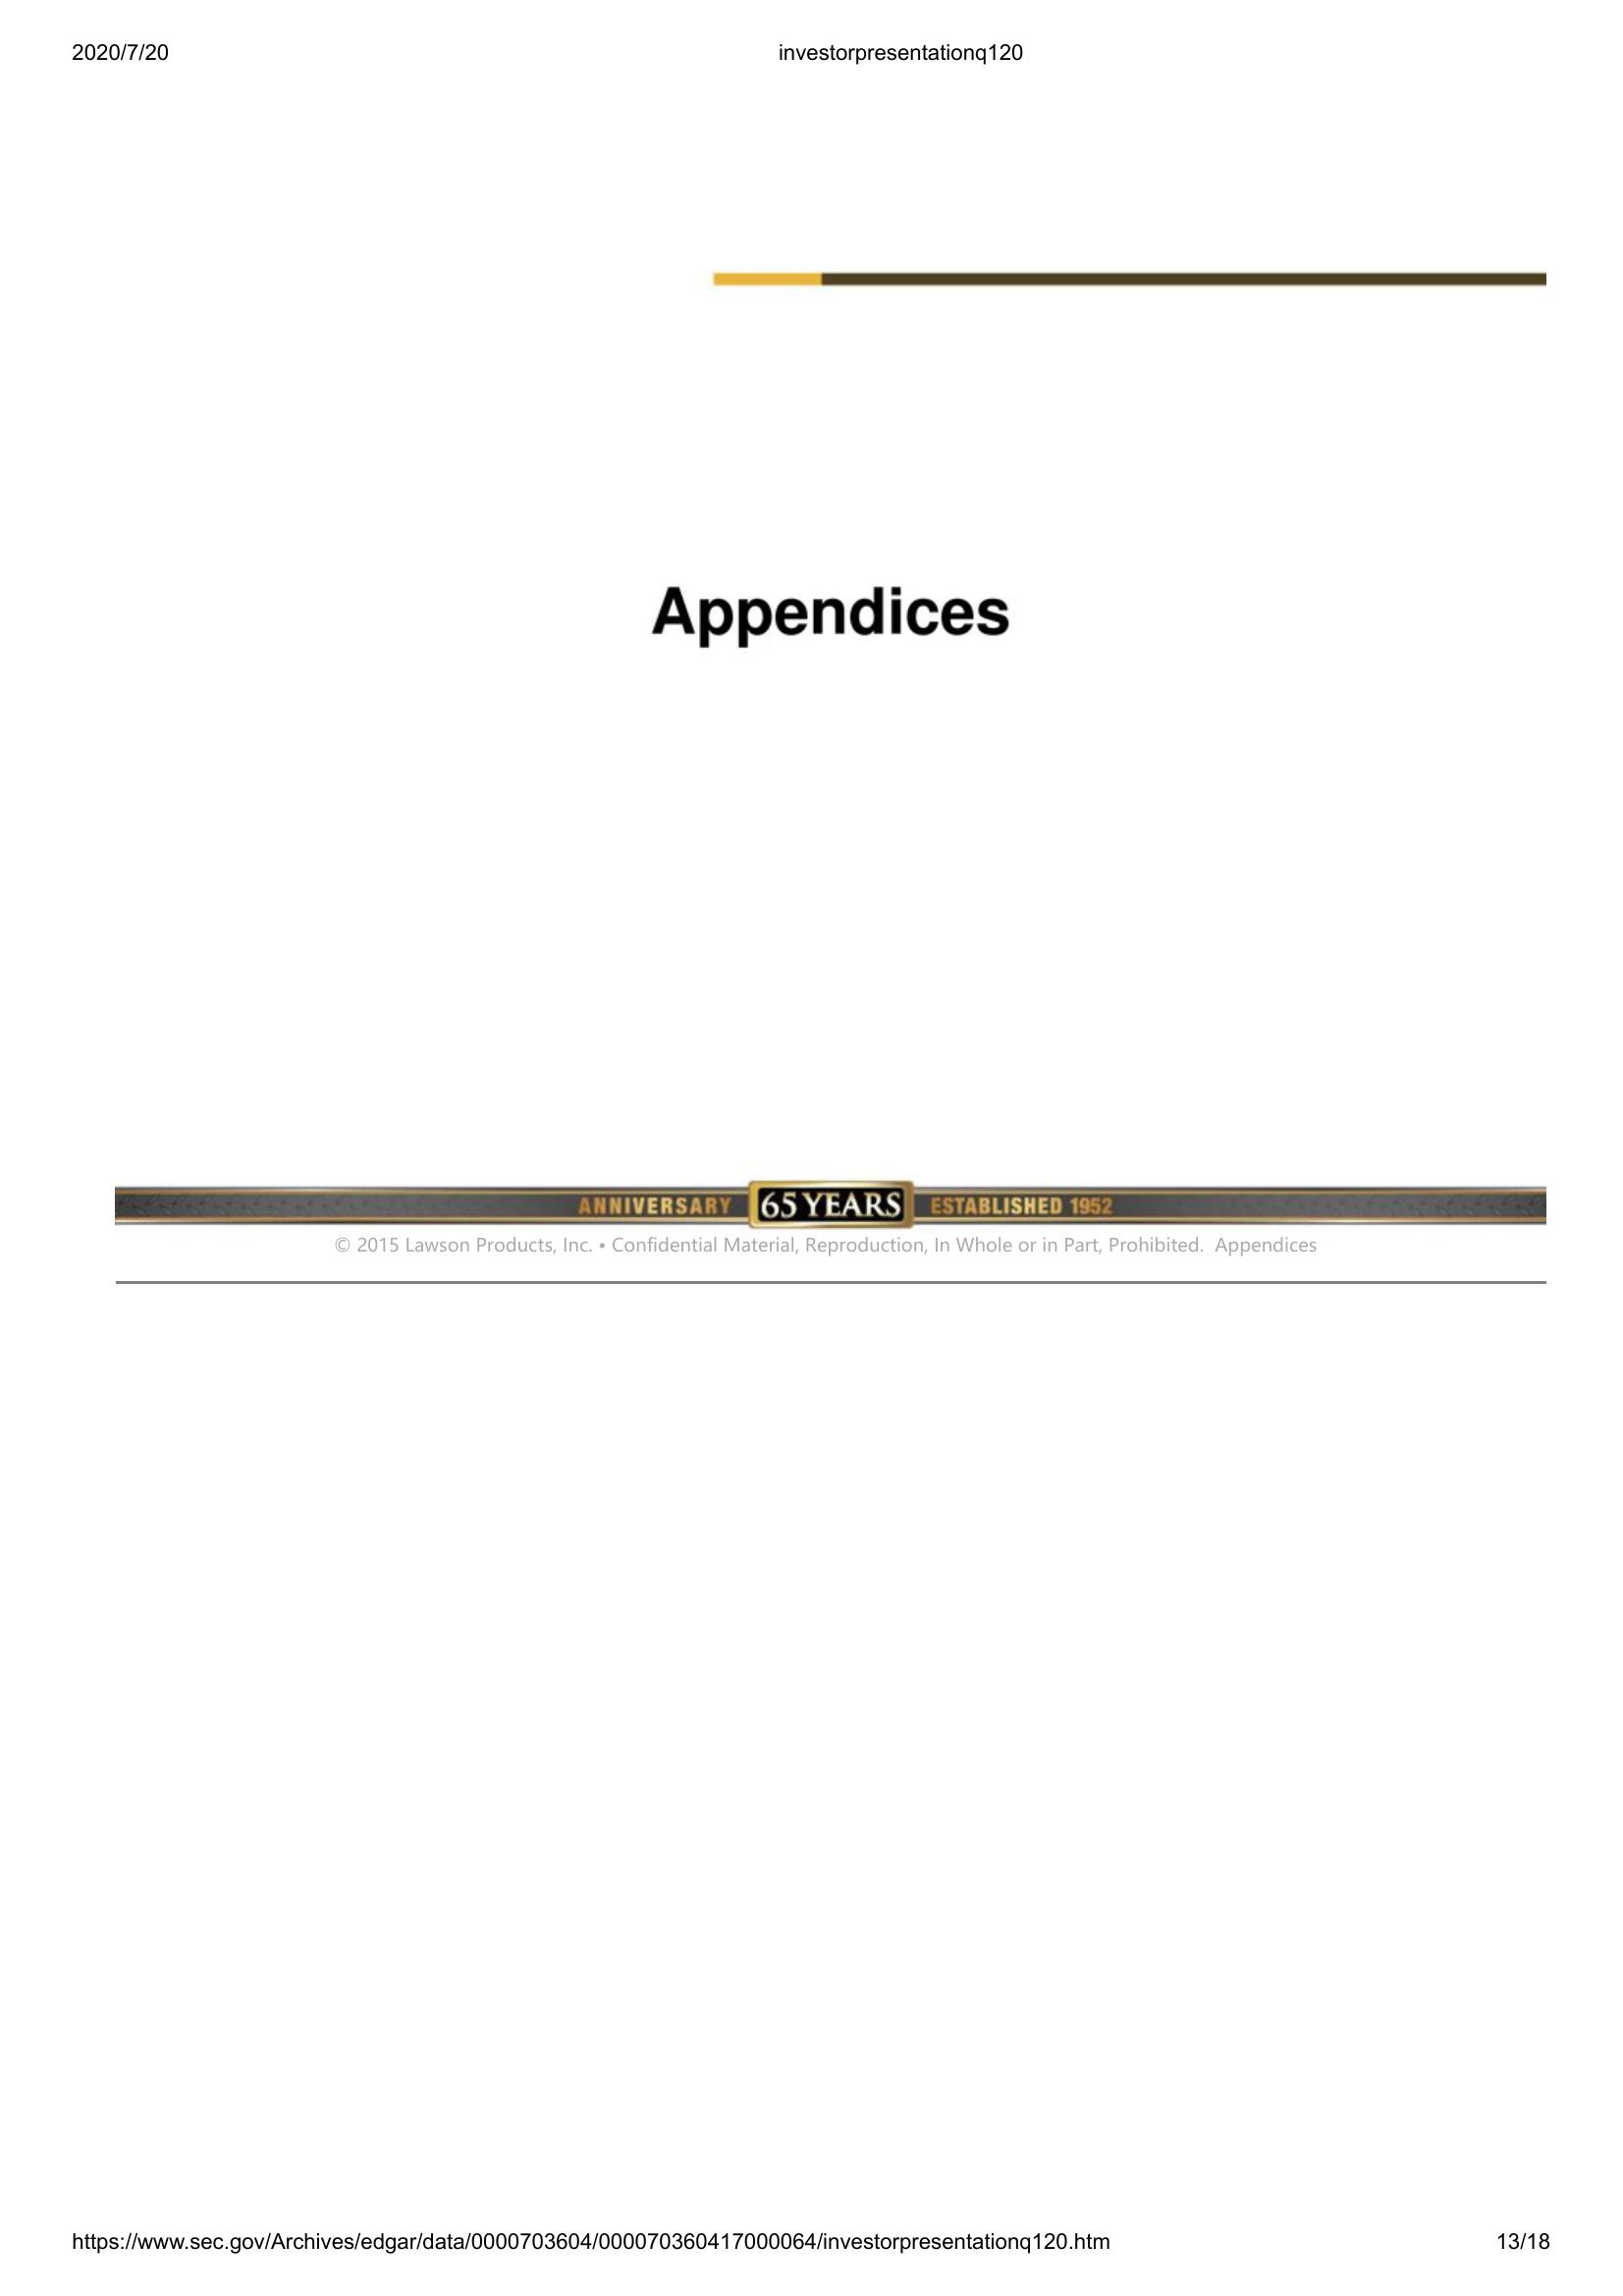 2020/7/20 investorpresentationq120
Appendices
ANNIVERSARY 65 YEARS ESTABLISHED 1952
© 2015 Lawson Products, Inc. • Confidential Material, Reproduction, In Whole or in Part, Prohibited. Appendices
https://www.sec.gov/Archives/edgar/data/0000703604/000070360417000064/investorpresentationq120.htm 13/18